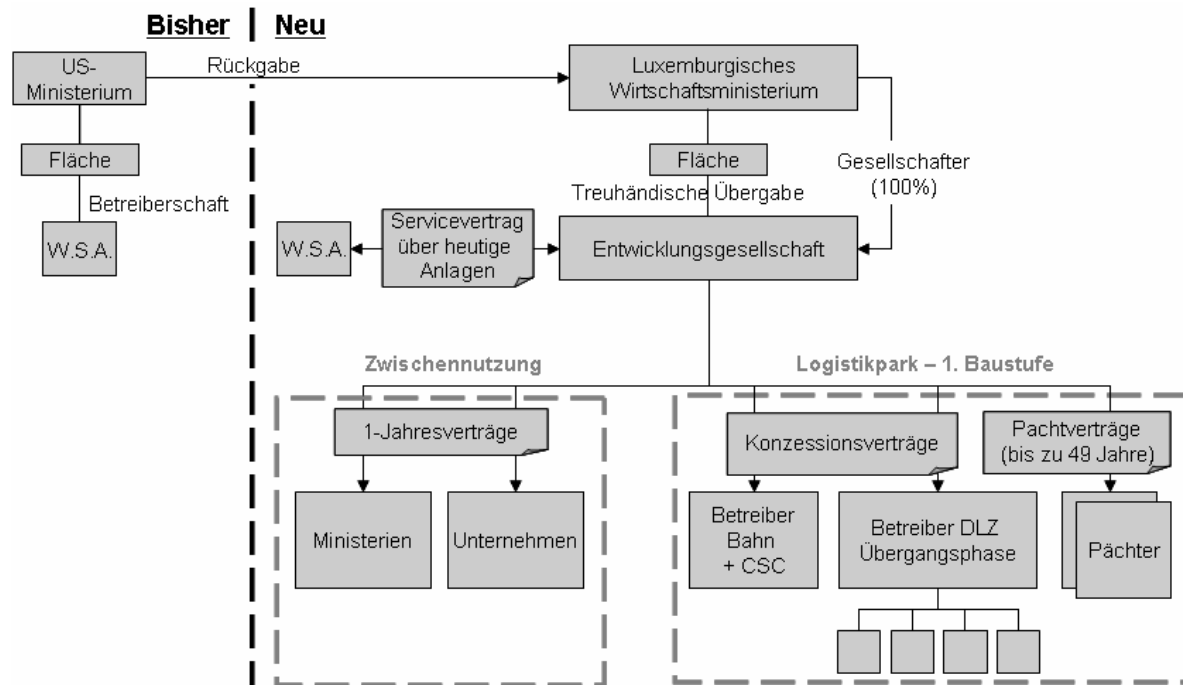 Bisher
Neu
US-
Ministerium
Rückgabe
Luxemburgisches
Wirtschaftsministerium
Fläche
Fläche
Gesellschafter
(100%)
Treuhändische Übergabe
Betreiberschaft
W.S.A.
W.S.A.
Servicevertrag
über heutige
Anlagen
Entwicklungsgesellschaft
Zwischennutzung
Logistikpark – 1. Baustufe
1-Jahresverträge
Konzessionsverträge
Pachtverträge
(bis zu 49 Jahre)
Ministerien
Unternehmen
Betreiber
Bahn
+ CSC
Betreiber DLZ
Übergangsphase
Pächter